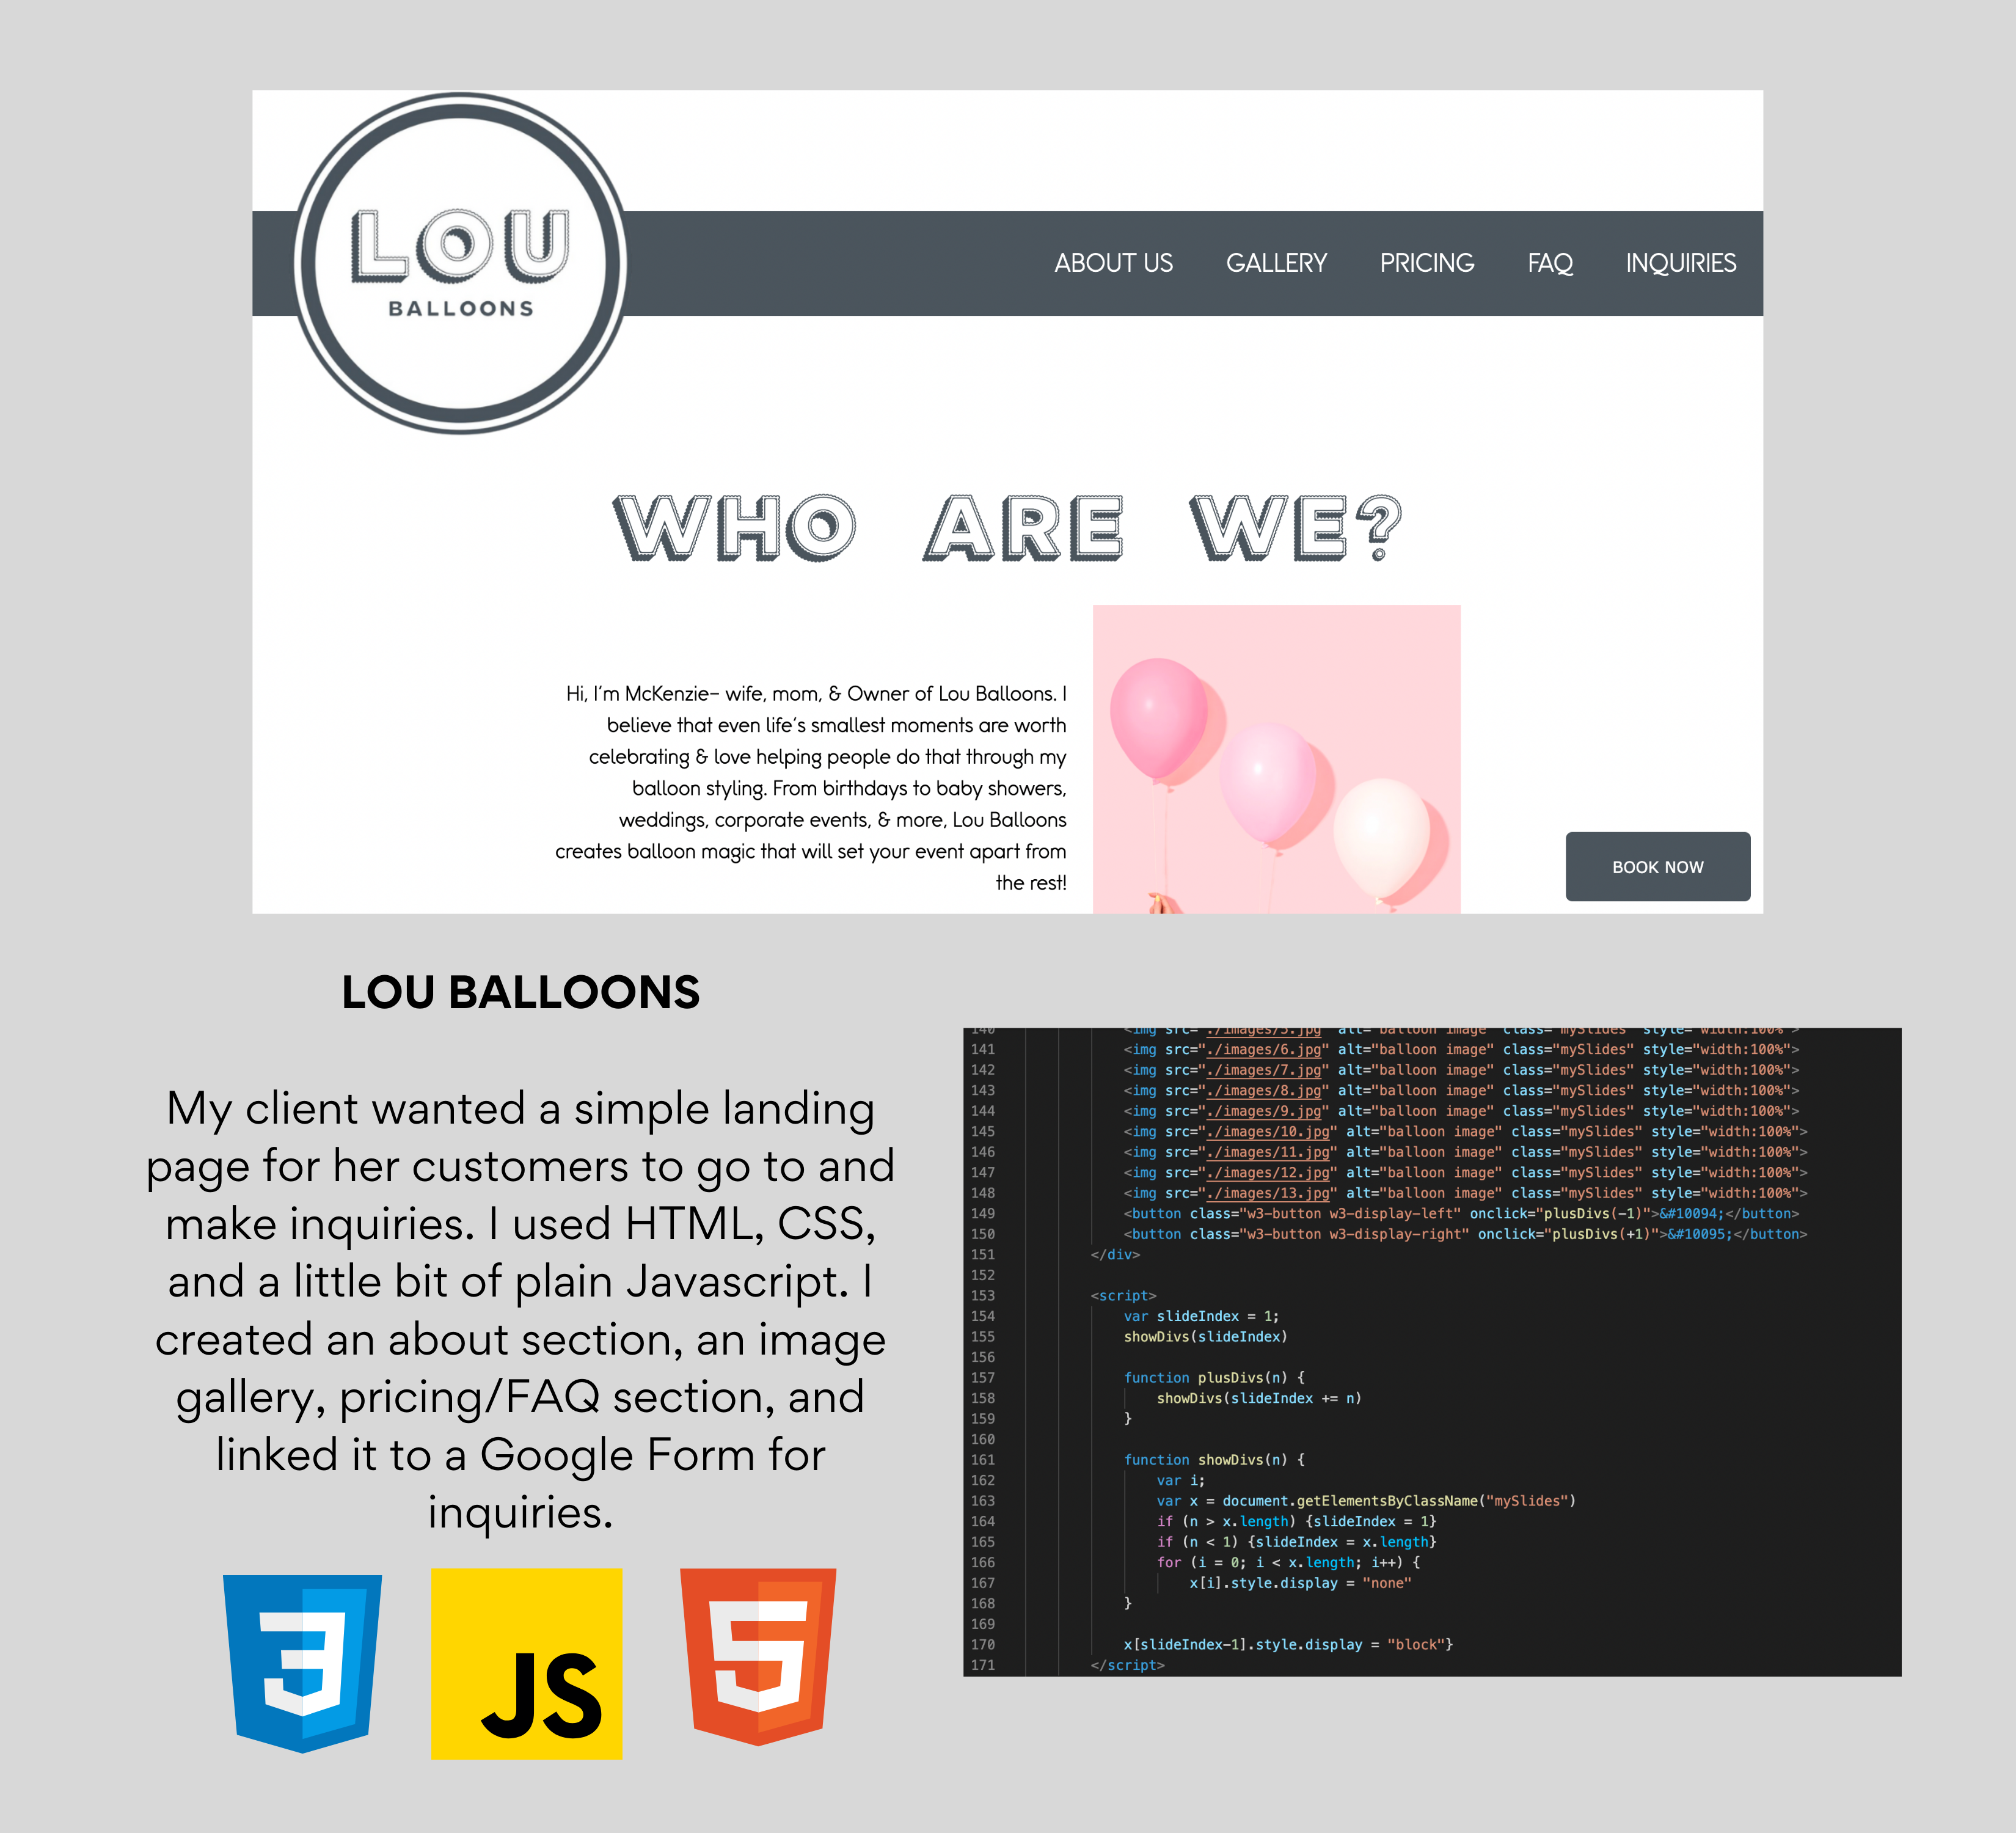 LOU
BALLOONS
ABOUT US GALLERY PRICING FAQ INQUIRIES
WHO ARE WE?
Hi, I'm McKenzie– wife, mom, & Owner of Lou Balloons. I
believe that even life's smallest moments are worth
celebrating & love helping people do that through my
balloon styling. From birthdays to baby showers,
weddings, corporate events, & more, Lou Balloons
creates balloon magic that will set your event apart from
the rest!
BOOK NOW
LOU BALLOONS
My client wanted a simple landing
page for her customers to go to and
make inquiries. I used HTML, CSS,
and a little bit of plain Javascript. I
created an about section, an image
gallery, pricing/FAQ section, and
linked it to a Google Form for
inquiries.
JS
140 <img src="./images/5.jpg" alt="balloon image" class="mySlides" style="width:100%">
141 <img src="./images/6.jpg" alt="balloon image" class="mySlides" style="width:100%">
142 <img src="./images/7.jpg" alt="balloon image" class="mySlides" style="width:100%">
143 <img src="./images/8.jpg" alt="balloon image" class="mySlides" style="width:100%">
144 <img src="./images/9.jpg" alt="balloon image" class="mySlides" style="width:100%">
145 <img src="./images/10.jpg" alt="balloon image" class="mySlides" style="width:100%">
146 <img src="./images/11.jpg" alt="balloon image" class="mySlides" style="width:100%">
147 <img src="./images/12.jpg" alt="balloon image" class="mySlides" style="width:100%">
148 <img src="./images/13.jpg" alt="balloon image" class="mySlides" style="width:100%">
149 <button class="w3-button w3-display-left" onclick="plusDivs(-1)">&#10094;</button>
150 <button class="w3-button w3-display-right" onclick="plusDivs(+1)">&#10095;</button>
151 </div>
152
153 <script>
154 var slideIndex = 1;
155 showDivs(slideIndex)
156
157 function plusDivs(n) {
158 showDivs(slideIndex += n)
159 }
160
161 function showDivs(n) {
162 var i;
163 var x = document.getElementsByClassName("mySlides")
164 if (n > x.length) {slideIndex = 1}
165 if (n < 1) {slideIndex = x.length}
166 for (i = 0; i < x.length; i++) {
167 x[i].style.display = "none"
168 }
169
170 x[slideIndex-1].style.display = "block"}
171 </script>